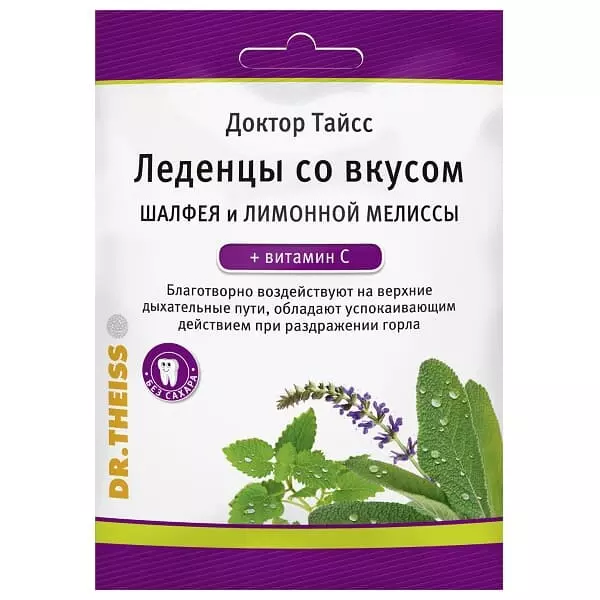 Доктор Тайсс
Леденцы со вкусом
ШАЛФЕЯ и ЛИМОННОЙ МЕЛИССЫ
+ витамин С
Благотворно воздействуют на верхние
дыхательные пути, обладают успокаивающим
действием при раздражении горла
БЕЗ САХАРА
DR.THEISS